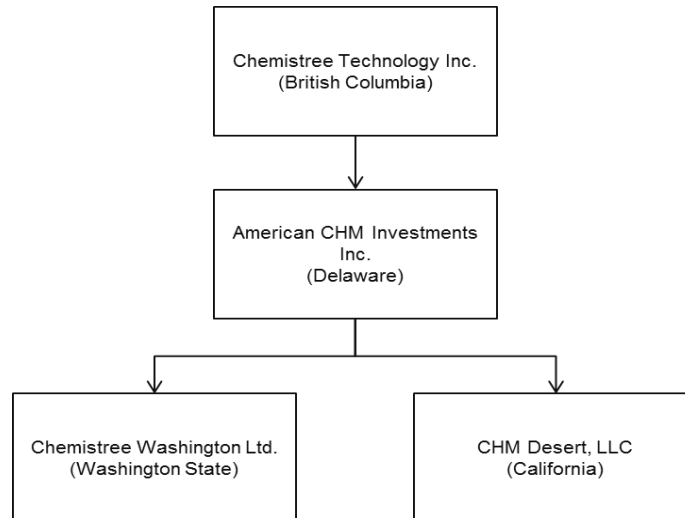 Chemistree Technology Inc.
(British Columbia)
American CHM Investments
Inc.
(Delaware)
Chemistree Washington Ltd.
(Washington State)
CHM Desert, LLC
(California)